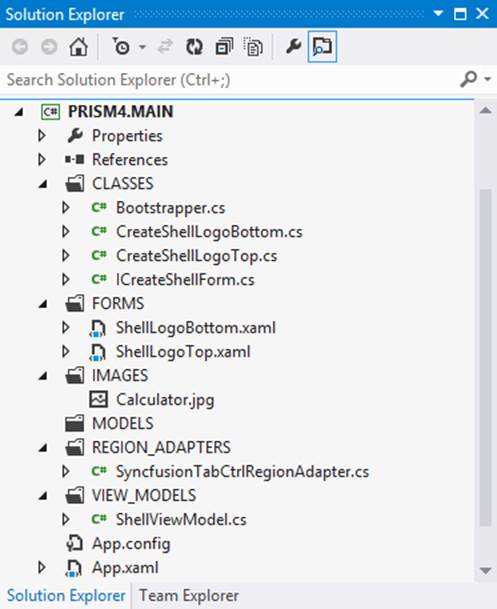 Solution Explorer
Search Solution Explorer (Ctrl+;)
C# PRISM4.MAIN
Properties
References
CLASSES
C# Bootstrapper.cs
C# CreateShellLogoBottom.cs
C# CreateShellLogoTop.cs
C# ICreateShellForm.cs
FORMS
ShellLogoBottom.xaml
ShellLogoTop.xaml
IMAGES
Calculator.jpg
MODELS
REGION_ADAPTERS
C# SyncfusionTabCtrlRegionAdapter.cs
VIEW_MODELS
C# ShellViewModel.cs
App.config
App.xaml
Solution Explorer Team Explorer